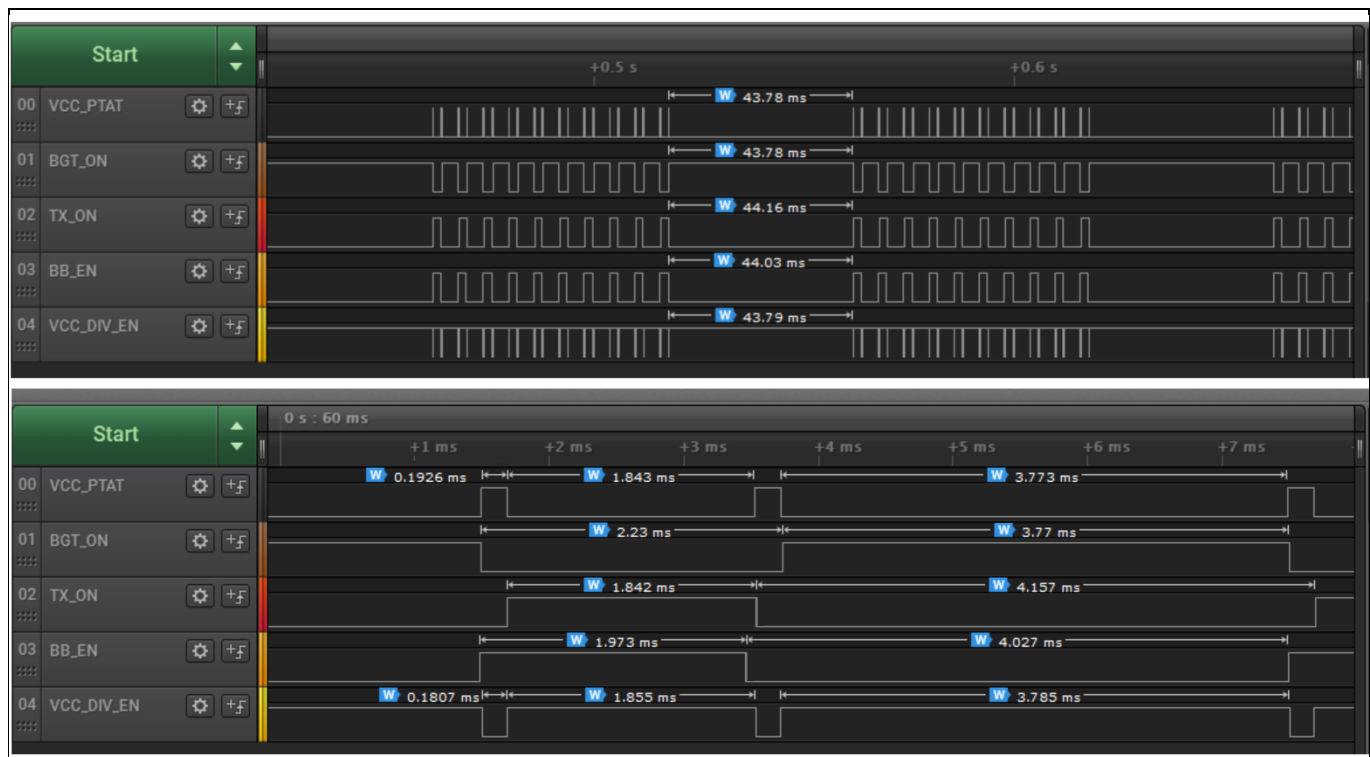 Start
+0.5 s +0.6 s
00 VCC_PTAT W 43.78 ms
01 BGT_ON W 43.78 ms
02 TX_ON W 44.16 ms
03 BB_EN W 44.03 ms
04 VCC_DIV_EN W 43.79 ms
0 s : 60 ms
Start
+1 ms +2 ms +3 ms +4 ms +5 ms +6 ms +7 ms
00 VCC_PTAT W 0.1926 ms W 1.843 ms W 3.773 ms
01 BGT_ON W 2.23 ms W 3.77 ms
02 TX_ON W 1.842 ms W 4.157 ms
03 BB_EN W 1.973 ms W 4.027 ms
04 VCC_DIV_EN W 0.1807 ms W 1.855 ms W 3.785 ms